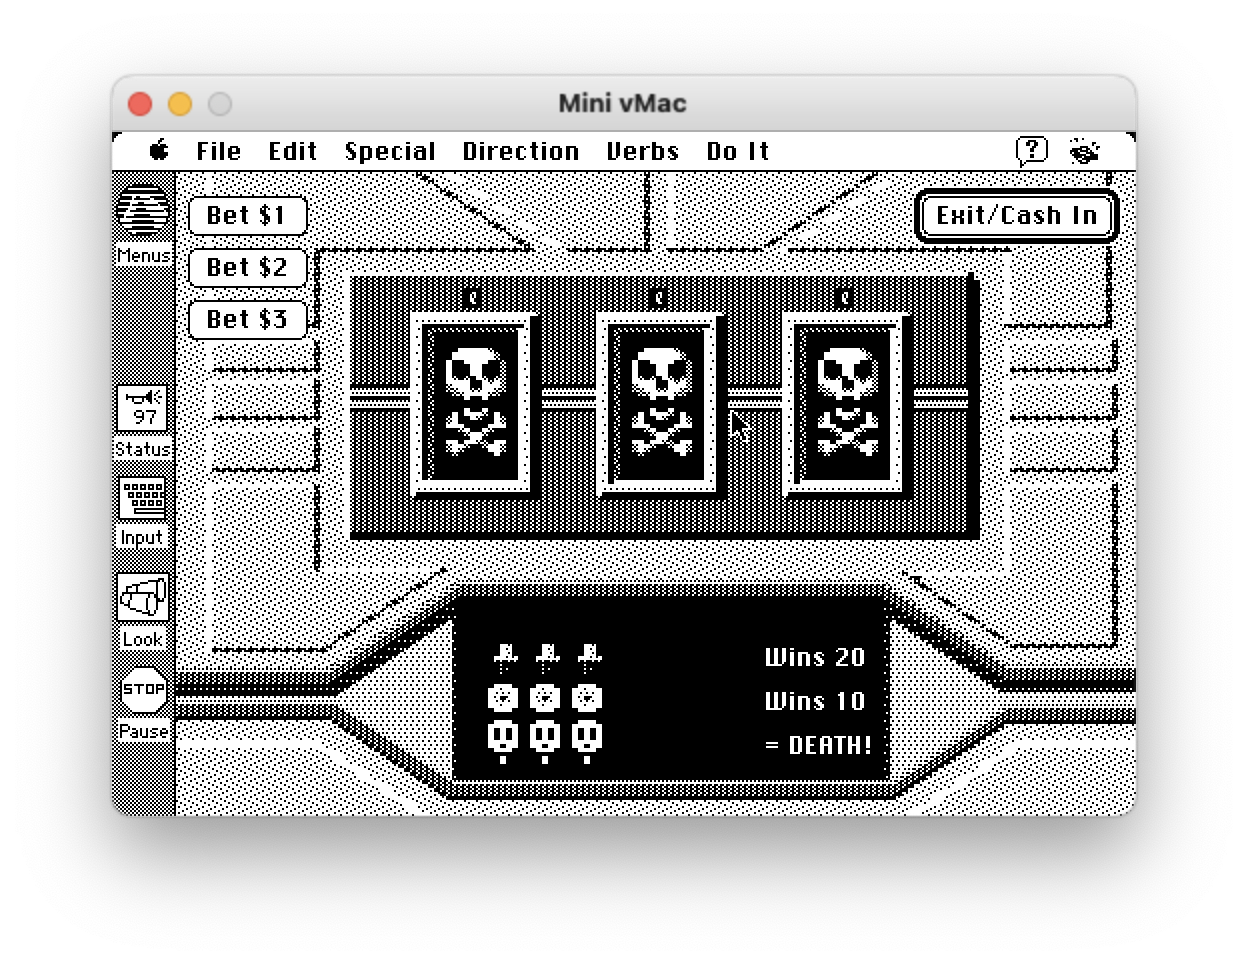 Mini vMac
File Edit Special Direction Verbs Do It
?
Menus
97
Status
Input
Look
STOP
Pause
Bet $1
Bet $2
Bet $3
Exit/Cash In
Wins 20
Wins 10
= DEATH!